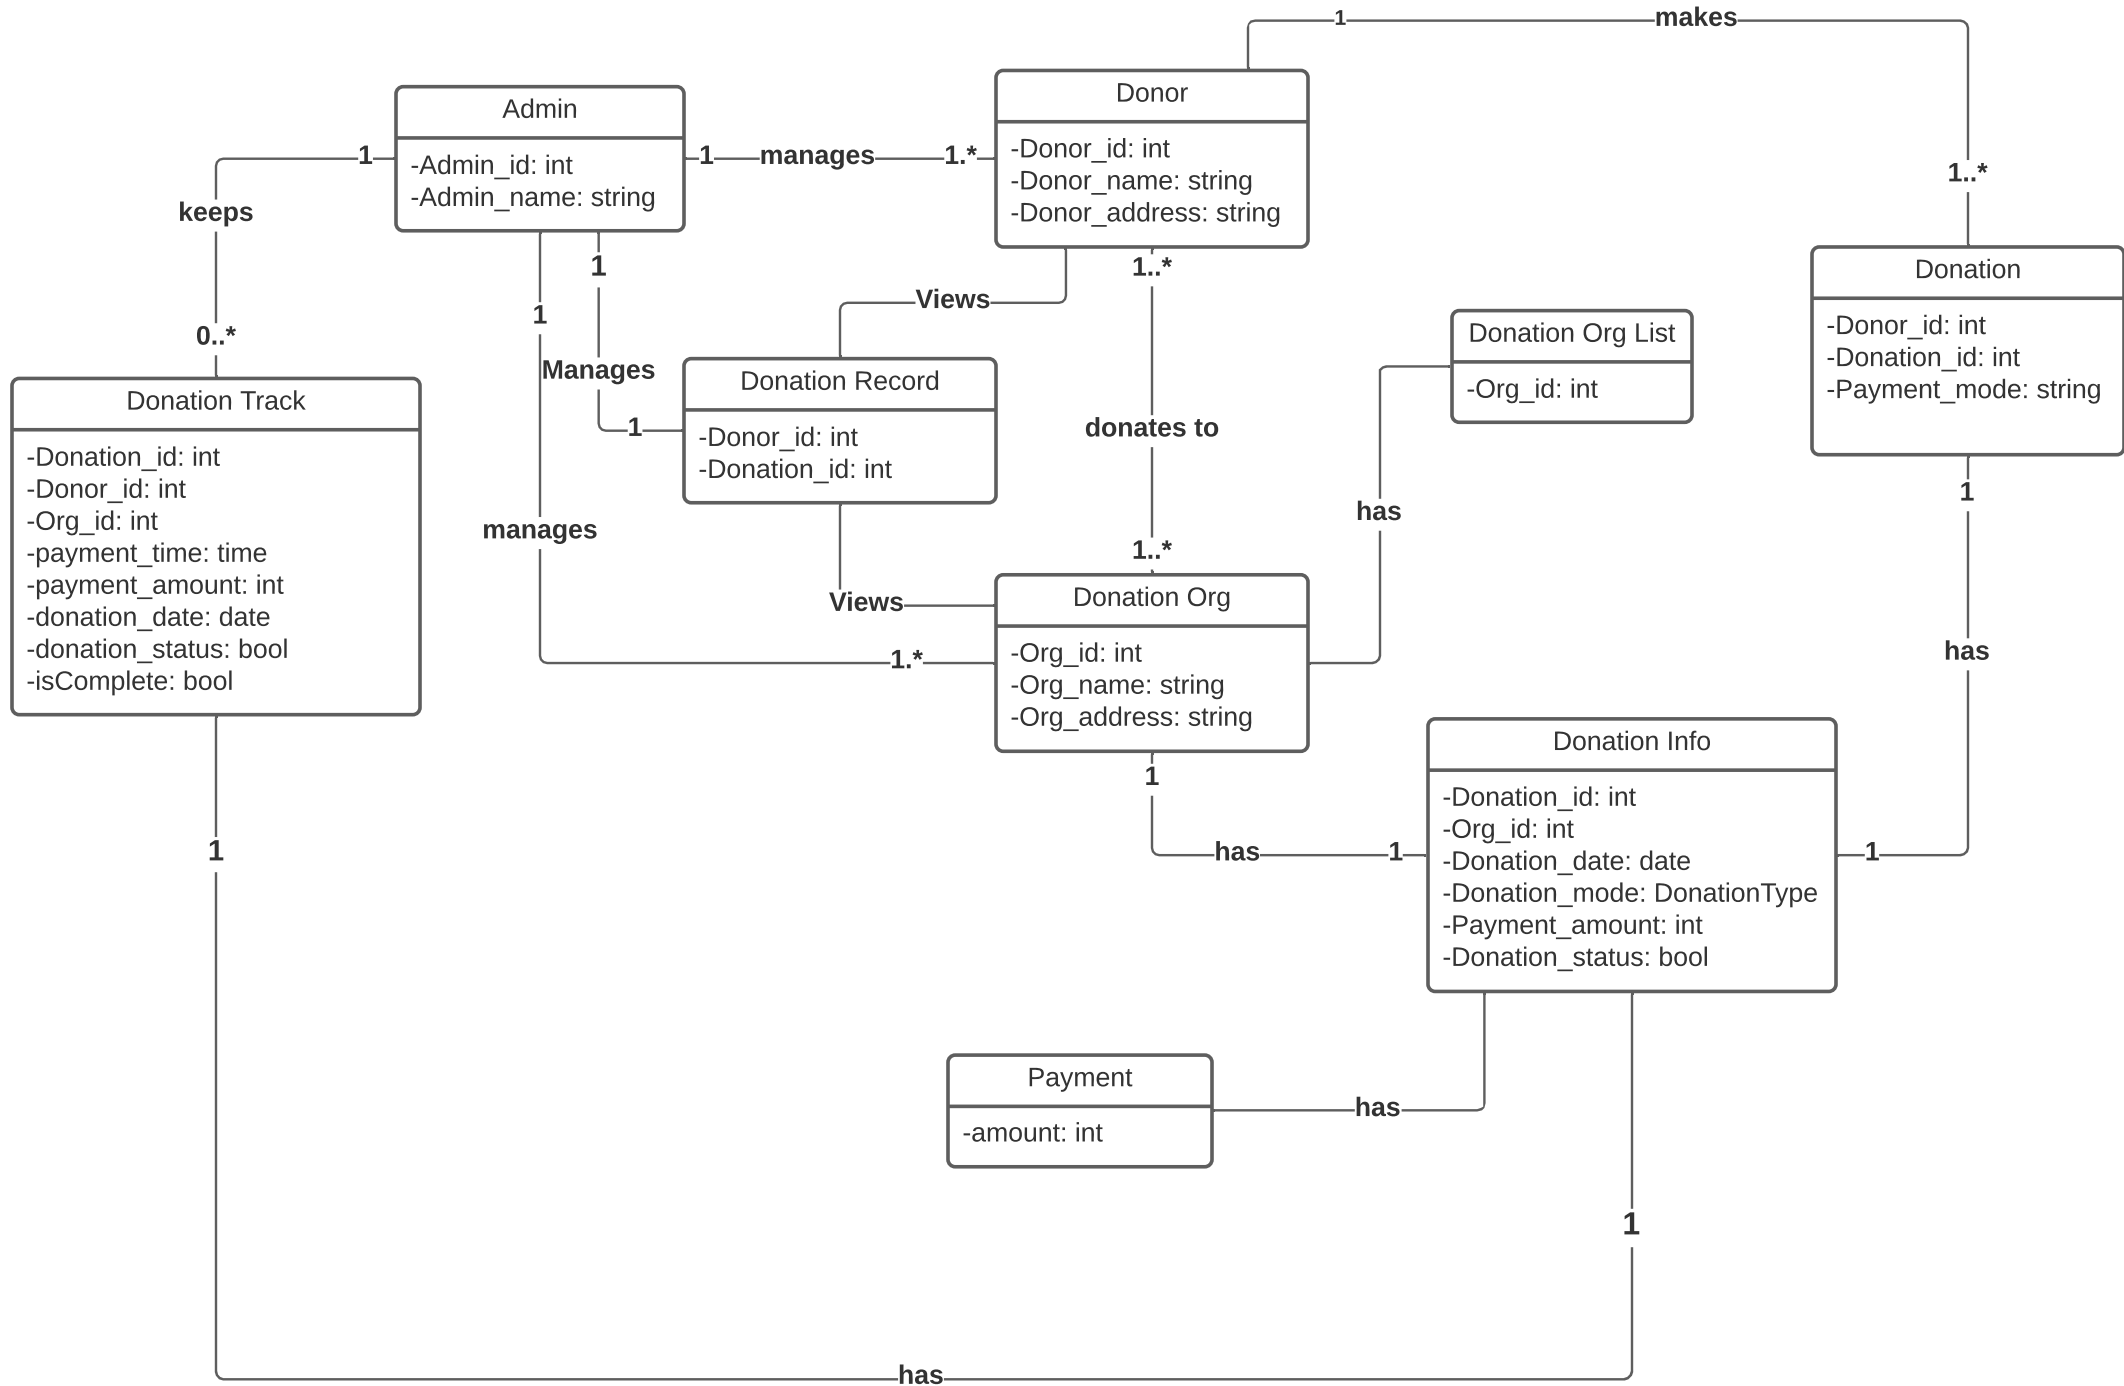 1
makes
Admin
-Admin_id: int
-Admin_name: string
1
manages
1.*
Donor
-Donor_id: int
-Donor_name: string
-Donor_address: string
1
keeps
0..*
1..*
1
1
Manages
1
manages
1.*
Views
1..*
donates to
1..*
Donation Track
-Donation_id: int
-Donor_id: int
-Org_id: int
-payment_time: time
-payment_amount: int
-donation_date: date
-donation_status: bool
-isComplete: bool
Donation Record
-Donor_id: int
-Donation_id: int
Views
Donation Org List
-Org_id: int
has
Donation
-Donor_id: int
-Donation_id: int
-Payment_mode: string
1
has
1
Donation Org
-Org_id: int
-Org_name: string
-Org_address: string
1
has
1
Donation Info
-Donation_id: int
-Org_id: int
-Donation_date: date
-Donation_mode: DonationType
-Payment_amount: int
-Donation_status: bool
Payment
-amount: int
has
1
1
has